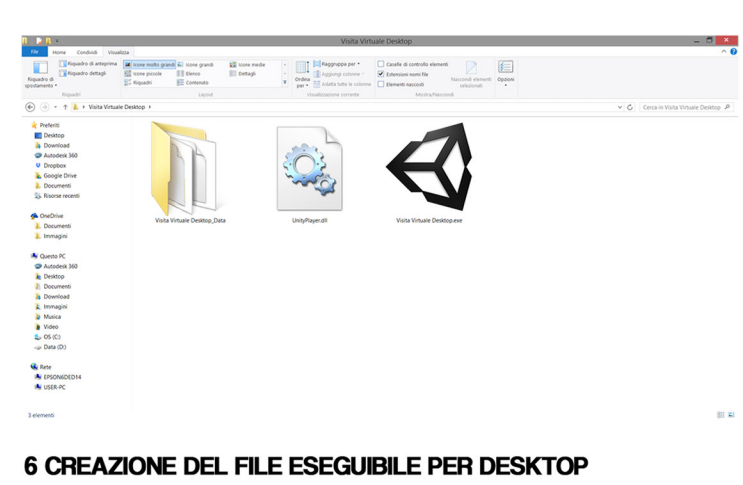 Visita Virtuale Desktop
File Home Condividi Visualizza
Riquadro di spostamento
Riquadro di anteprima
Riquadro dettagli
Riquadri
Icone molto grandi Icone grandi Icone medie
Icone piccole Elenco Dettagli
Riquadri Contenuto
Layout
Ordina per
Raggruppa per
Aggiungi colonne
Adatta tutte le colonne
Visualizzazione corrente
Caselle di controllo elementi
Estensioni nomi file
Elementi nascosti
Nascondi elementi selezionati
Mostra/Nascondi
Opzioni
Visita Virtuale Desktop
Cerca in Visita Virtuale Desktop
Preferiti
Desktop
Download
Autodesk 360
Dropbox
Google Drive
Documenti
Risorse recenti
OneDrive
Documenti
Immagini
Questo PC
Autodesk 360
Desktop
Documenti
Download
Immagini
Musica
Video
OS (C:)
Data (D:)
Rete
EPSON6DED14
USER-PC
Visita Virtuale Desktop_Data
UnityPlayer.dll
Visita Virtuale Desktop.exe
3 elementi
6 CREAZIONE DEL FILE ESEGUIBILE PER DESKTOP